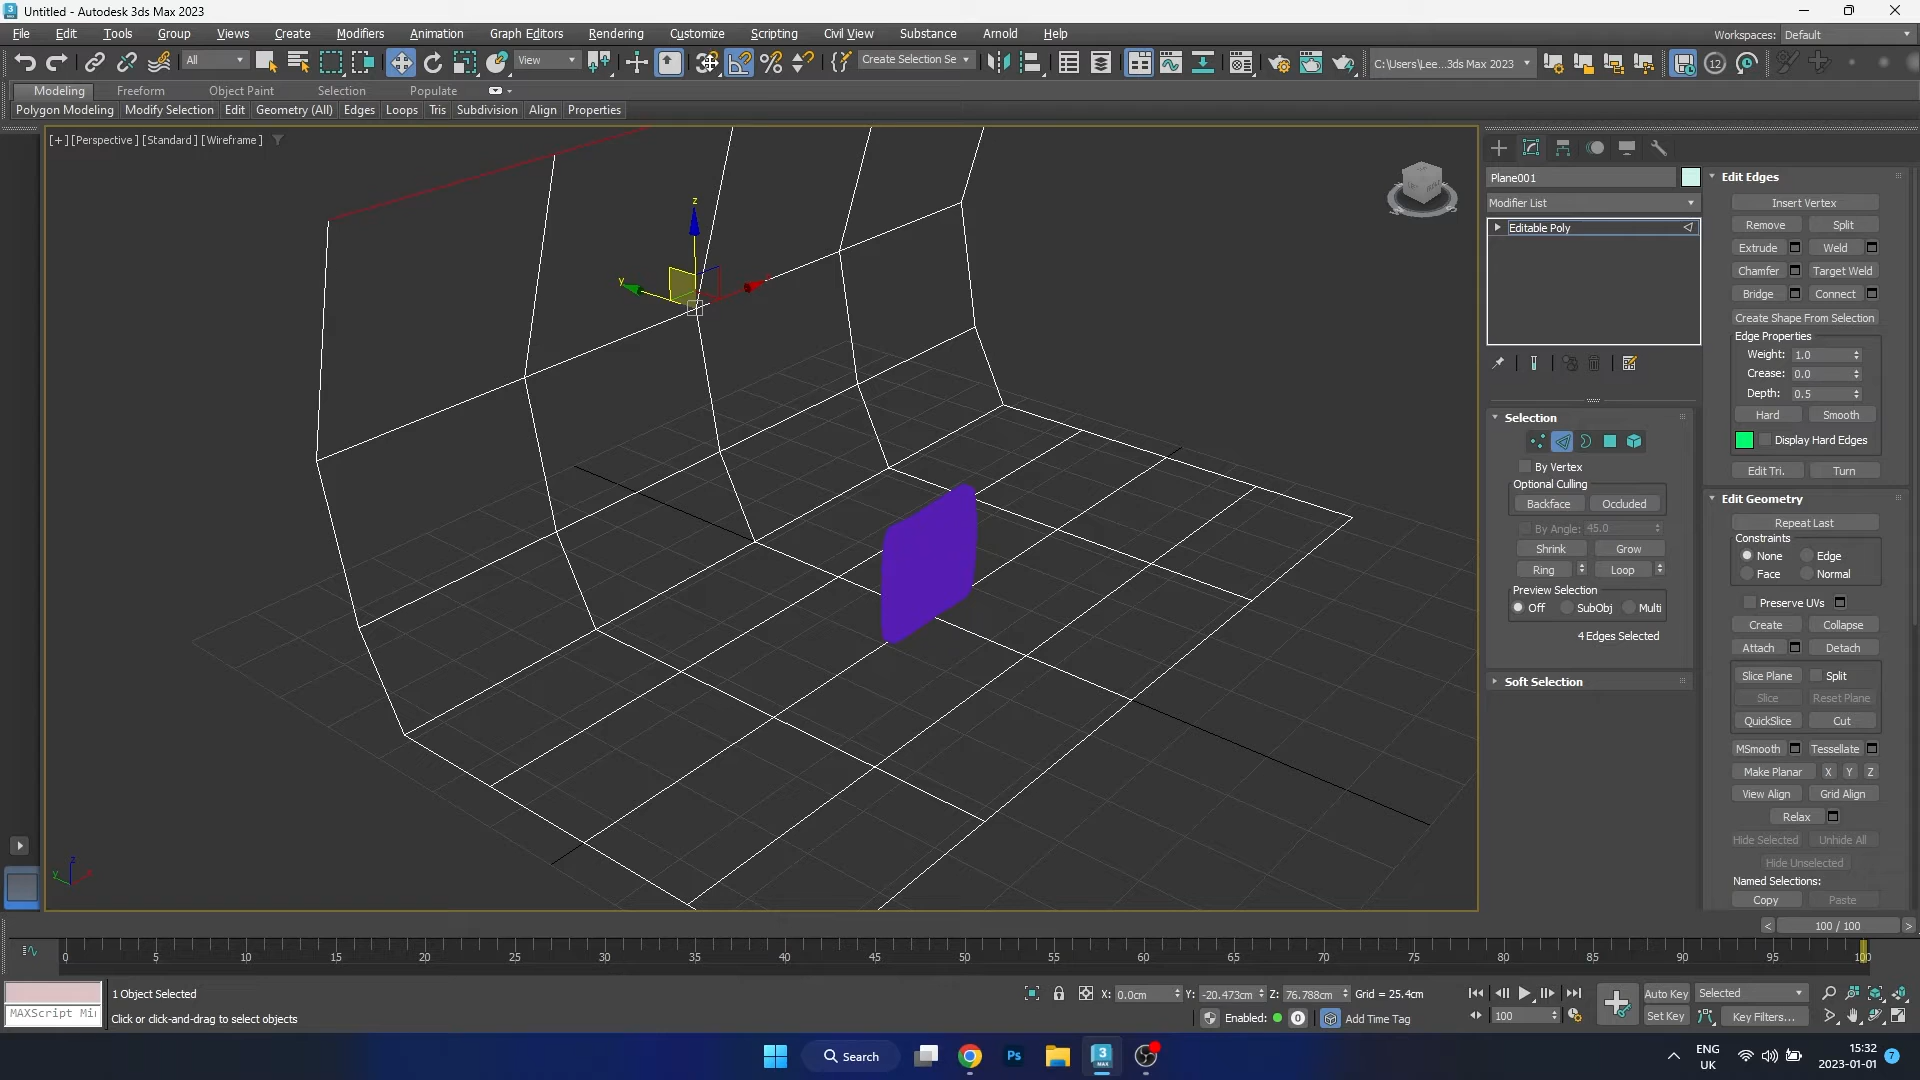 Untitled - Autodesk 3ds Max 2023
File Edit Tools Group Views Create Modifiers Animation Graph Editors Rendering Customize Scripting Civil View Substance Arnold Help
Workspaces: Default
All View Create Selection Se C:\Users\Lee...3ds Max 2023 12
Modeling Freeform Object Paint Selection Populate
Polygon Modeling Modify Selection Edit Geometry (All) Edges Loops Tris Subdivision Align Properties
[+] [Perspective] [Standard] [Wireframe]
z
y
Plane001
Modifier List
Editable Poly
Selection
By Vertex
Optional Culling
Backface Occluded
By Angle: 45.0
Shrink Grow
Ring Loop
Preview Selection
Off SubObj Multi
4 Edges Selected
Soft Selection
Edit Edges
Insert Vertex
Remove Split
Extrude Weld
Chamfer Target Weld
Bridge Connect
Create Shape From Selection
Edge Properties
Weight: 1.0
Crease: 0.0
Depth: 0.5
Hard Smooth
Display Hard Edges
Edit Tri. Turn
Edit Geometry
Repeat Last
Constraints
None Edge
Face Normal
Preserve UVs
Create Collapse
Attach Detach
Slice Plane Split
Slice Reset Plane
QuickSlice Cut
MSmooth Tessellate
Make Planar X Y Z
View Align Grid Align
Relax
Hide Selected Unhide All
Hide Unselected
Named Selections:
Copy Paste
z
y
< 100 / 100 >
0 5 10 15 20 25 30 35 40 45 50 55 60 65 70 75 80 85 90 95 100
1 Object Selected
X: 0.0cm Y: -20.473cm Z: 76.788cm Grid = 25.4cm
Auto Key Selected
MAXScript Mi
Click or click-and-drag to select objects
Enabled: 0 Add Time Tag
100
Set Key Key Filters...
Search
Ps
3
MAX
ENG
UK
15:32
2023-01-01
7